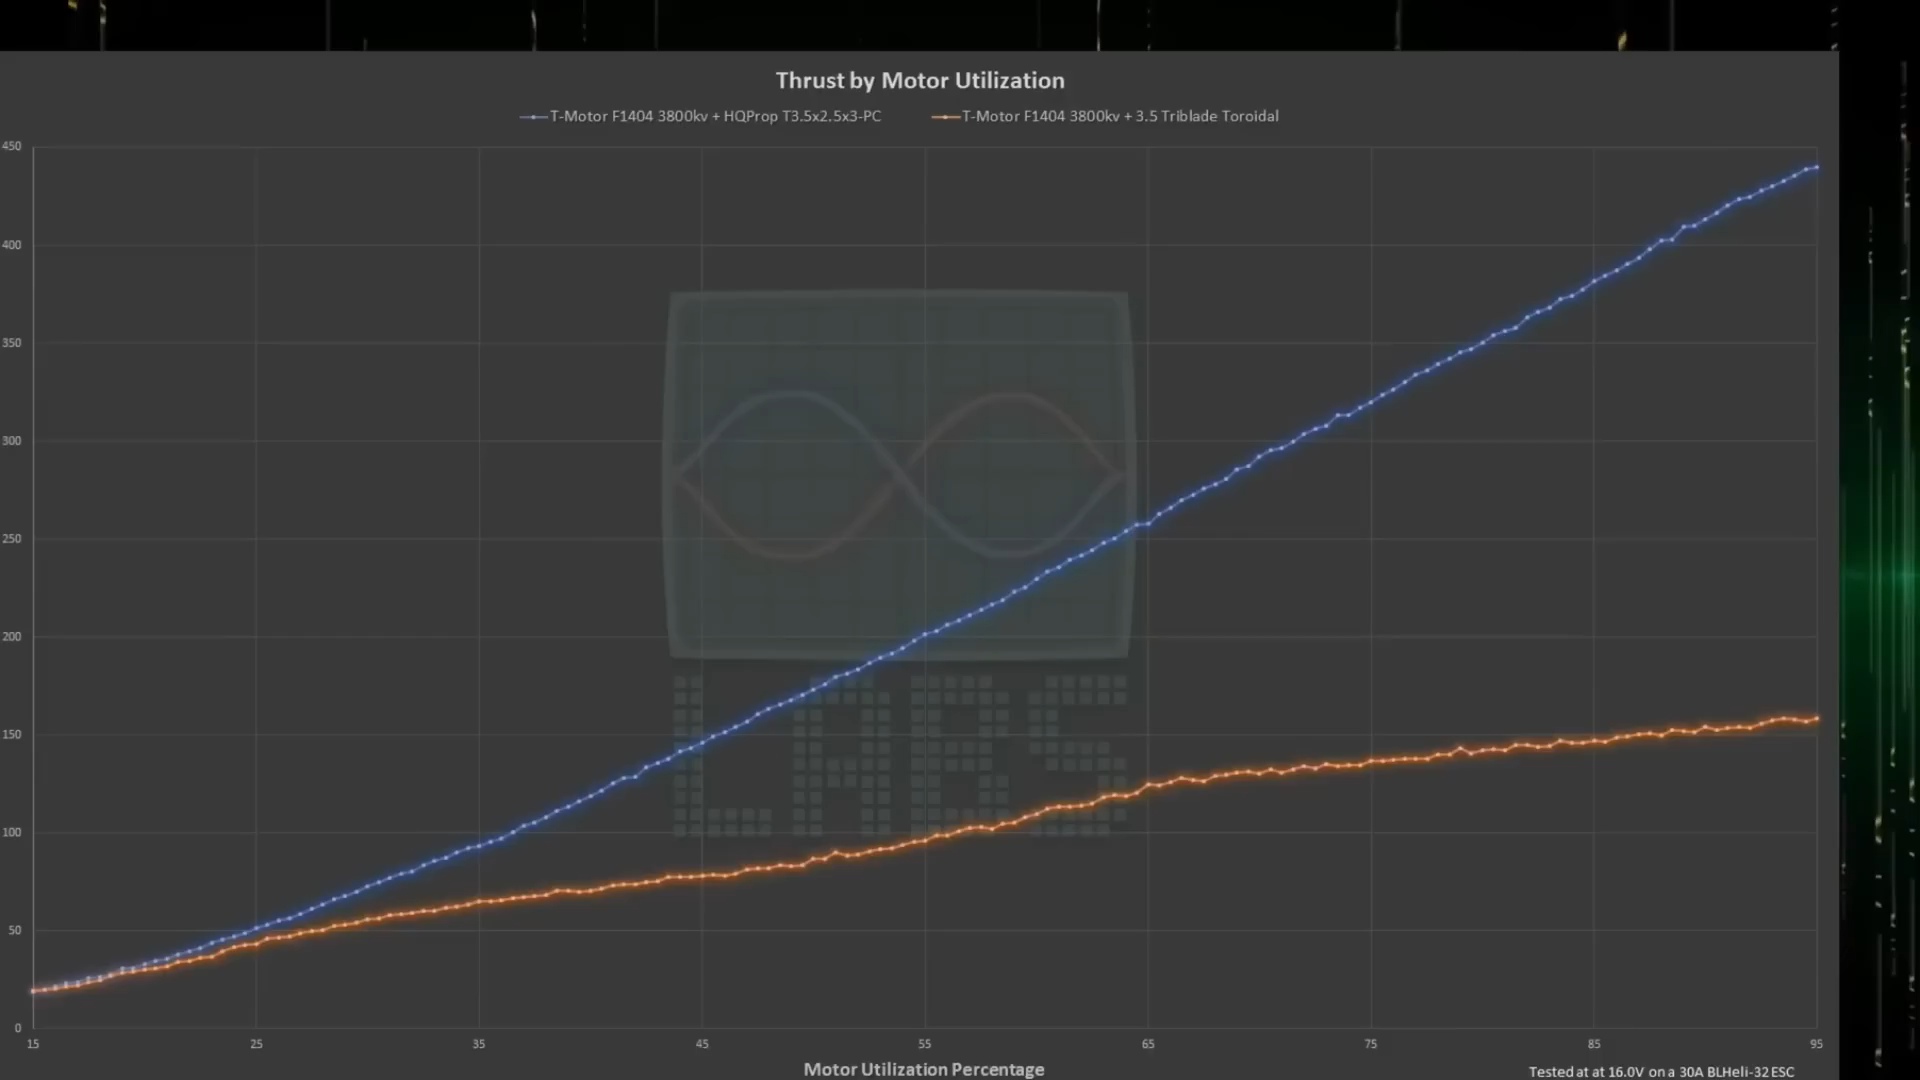 Thrust by Motor Utilization
T-Motor F1404 3800kv + HQProp T3.5x2.5x3-PC
T-Motor F1404 3800kv + 3.5 Triblade Toroidal
450
400
350
300
250
200
150
100
50
0
LABS
15 25 35 45 55 65 75 85 95
Motor Utilization Percentage
Tested at at 16.0V on a 30A BLHeli-32 ESC